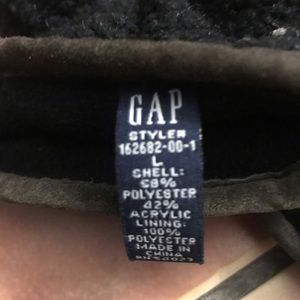 GAP
STYLE#
162682-00-1
L
SHELL:
58%
POLYESTER
42%
ACRYLIC
LINING:
100%
POLYESTER
MADE IN
CHINA